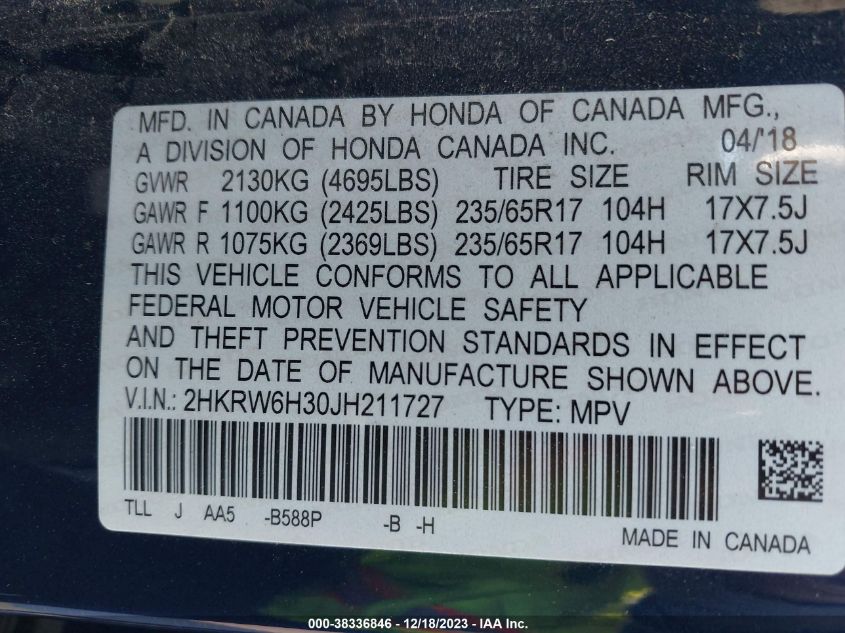 MFD. IN CANADA BY HONDA OF CANADA MFG.,
A DIVISION OF HONDA CANADA INC. 04/'18
GVWR 2130KG (4695LBS) TIRE SIZE RIM SIZE
GAWR F 1100KG (2425LBS) 235/65R17 104H 17X7.5J
GAWR R 1075KG (2369LBS) 235/65R17 104H 17X7.5J
THIS VEHICLE CONFORMS TO ALL APPLICABLE
FEDERAL MOTOR VEHICLE SAFETY
AND THEFT PREVENTION STANDARDS IN EFFECT
ON THE DATE OF MANUFACTURE SHOWN ABOVE.
V.I.N.: 2HKRW6H30JH211727 TYPE: MPV
TLL J AA5 -B588P -B -H
MADE IN CANADA
000-38336846 - 12/18/2023 - IAA Inc.